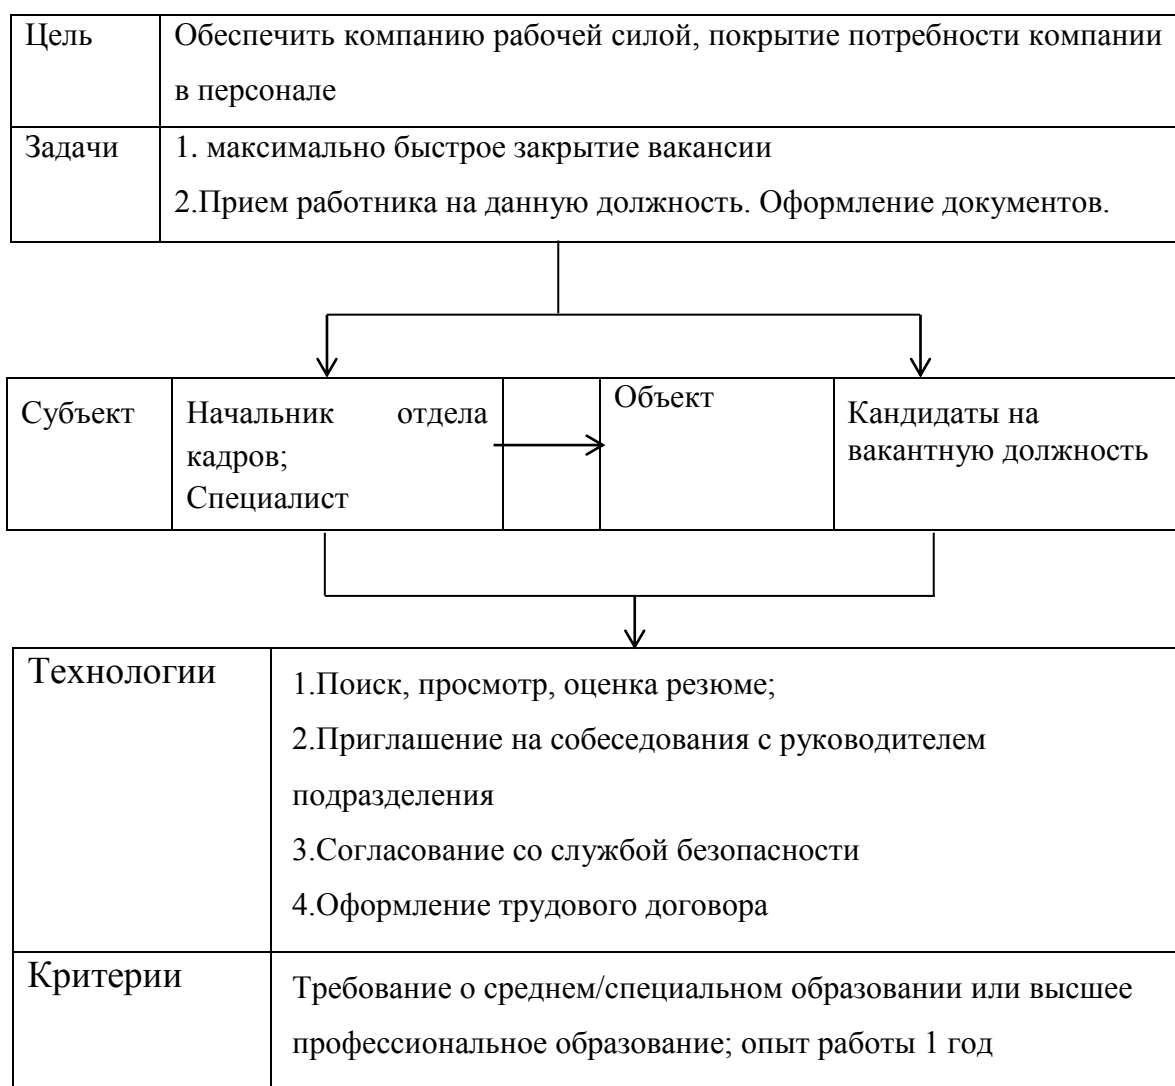 Цель
Обеспечить компанию рабочей силой, покрытие потребности компании
в персонале
Задачи
1. максимально быстрое закрытие вакансии
2.Прием работника на данную должность. Оформление документов.
Субъект
Начальник отдела
кадров;
Специалист
Объект
Кандидаты на
вакантную должность
Технологии
1.Поиск, просмотр, оценка резюме;
2.Приглашение на собеседования с руководителем
подразделения
3.Согласование со службой безопасности
4.Оформление трудового договора
Критерии
Требование о среднем/специальном образовании или высшее
профессиональное образование; опыт работы 1 год